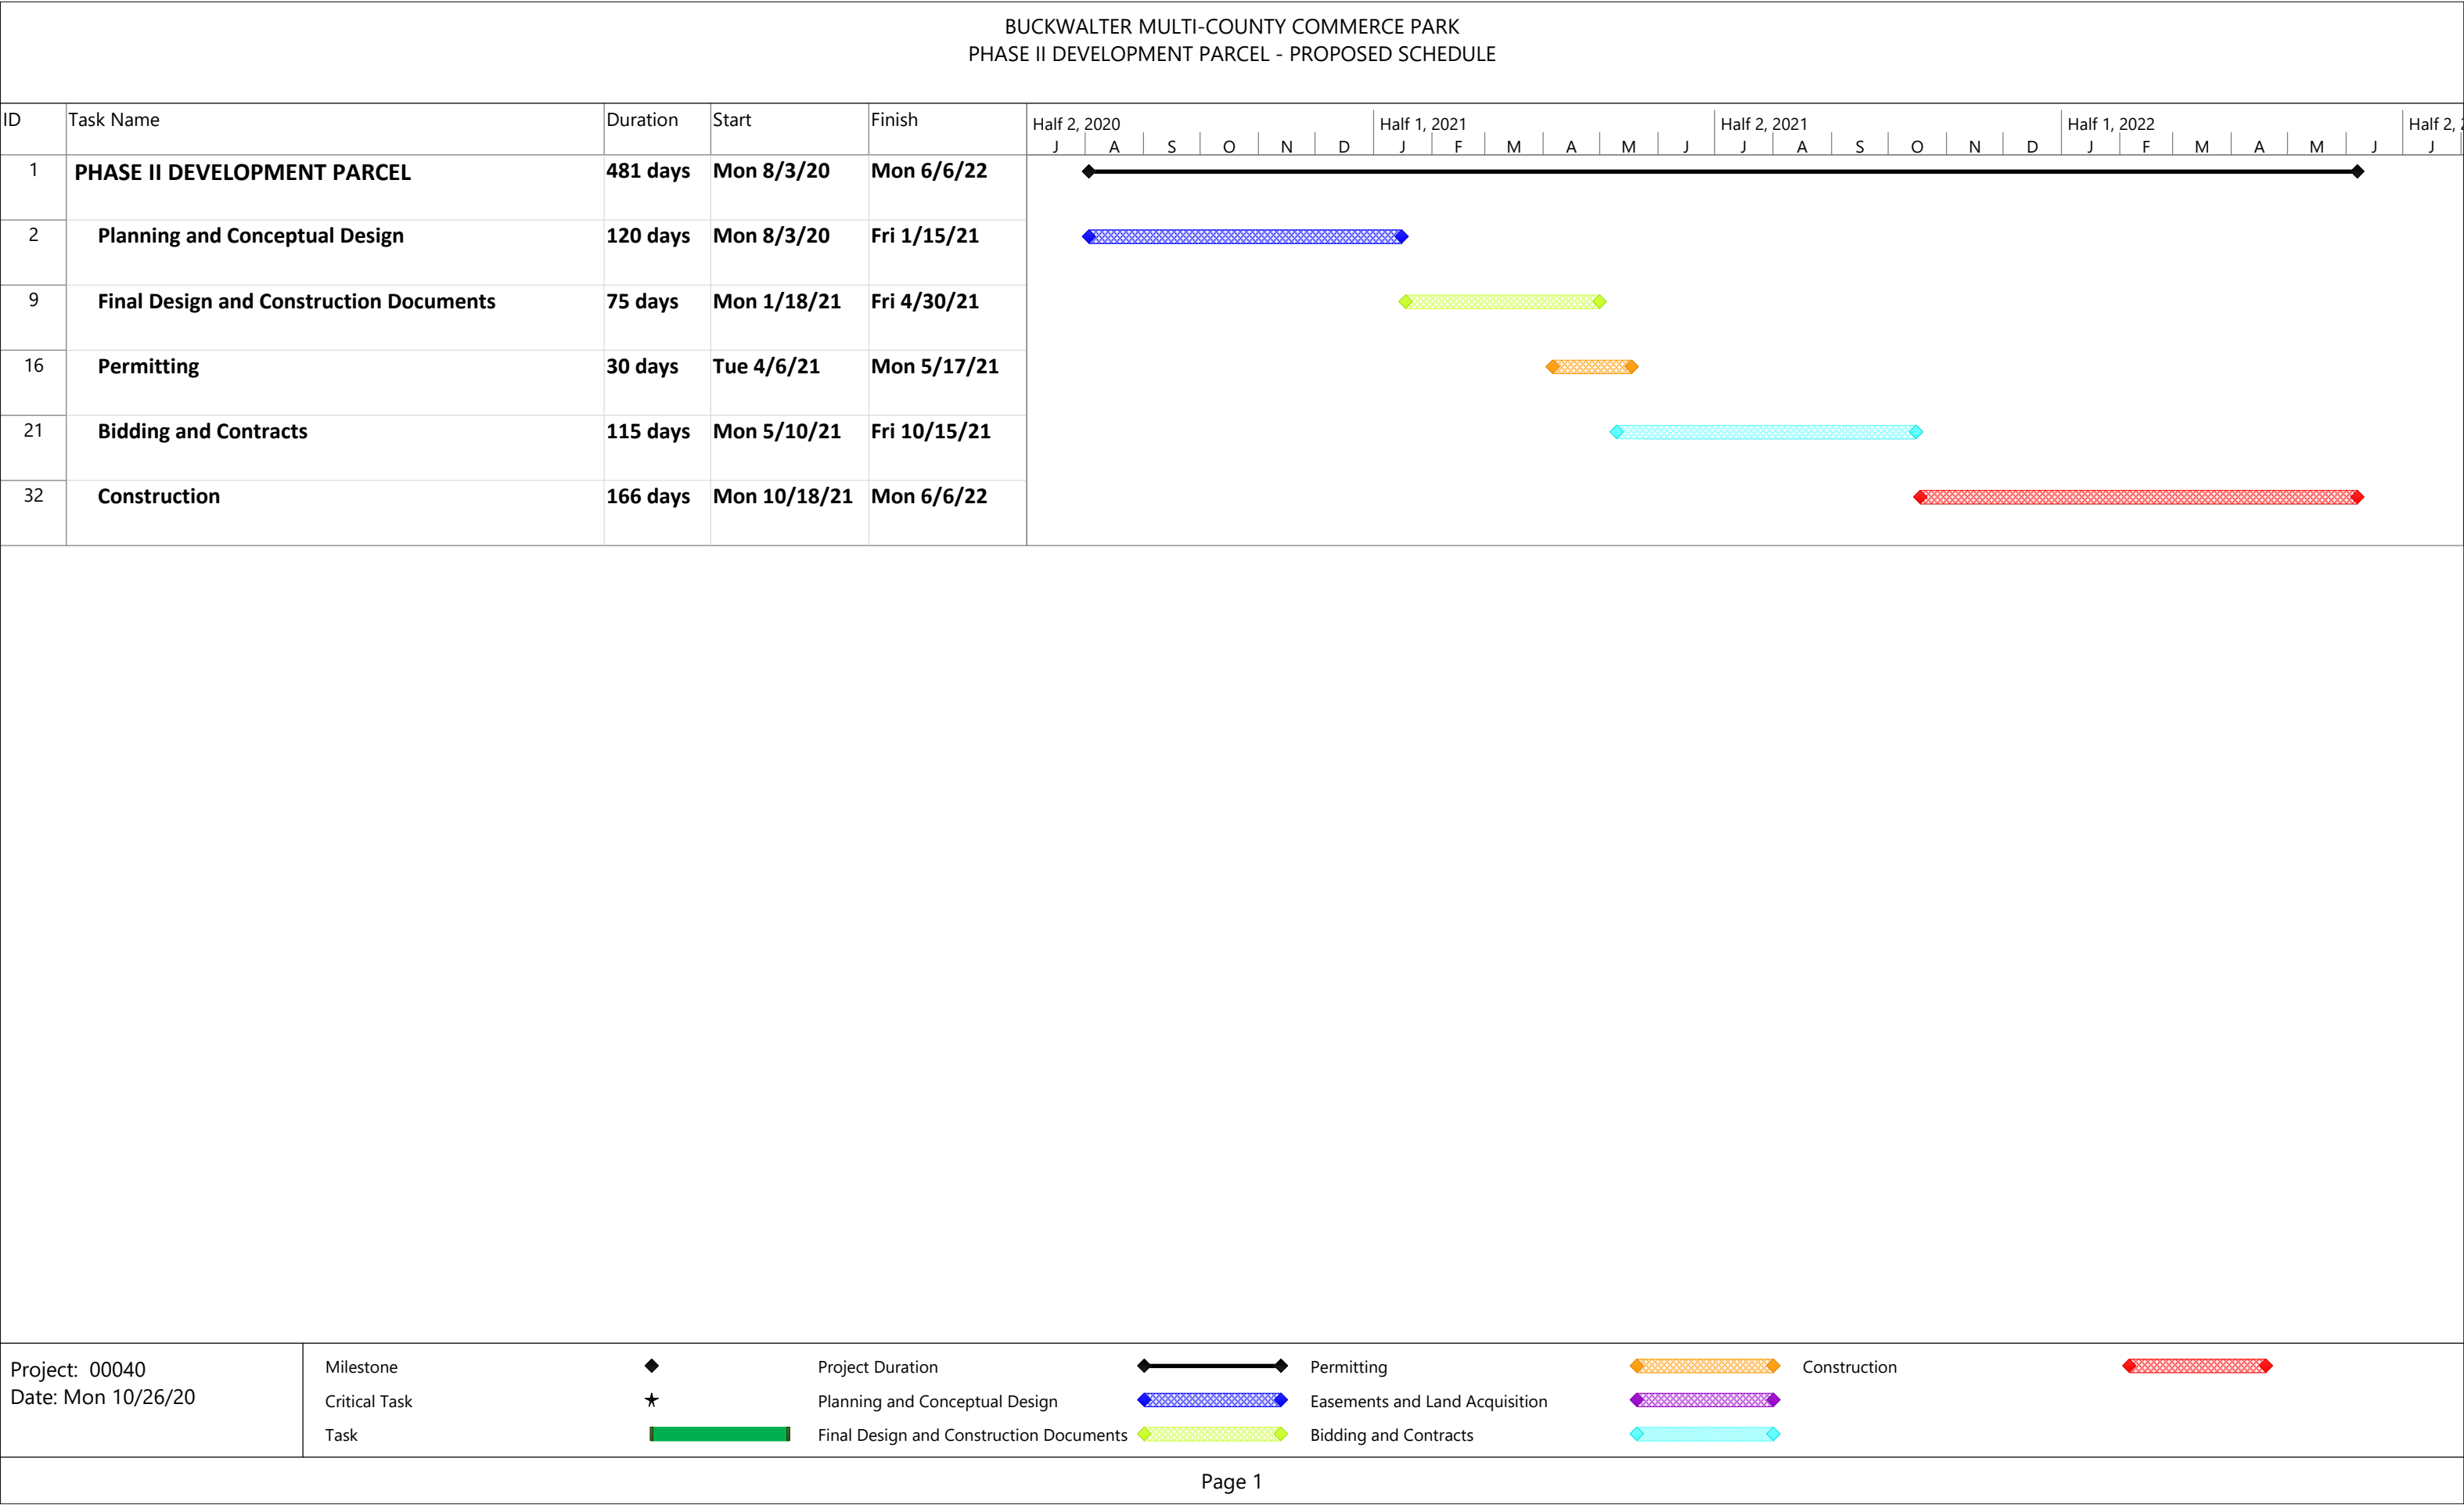 BUCKWALTER MULTI-COUNTY COMMERCE PARK
PHASE II DEVELOPMENT PARCEL - PROPOSED SCHEDULE
ID Task Name Duration Start Finish
Half 2, 2020 Half 1, 2021 Half 2, 2021 Half 1, 2022 Half 2,
J A S O N D J F M A M J J A S O N D J F M A M J J
1 PHASE II DEVELOPMENT PARCEL 481 days Mon 8/3/20 Mon 6/6/22
2 Planning and Conceptual Design 120 days Mon 8/3/20 Fri 1/15/21
9 Final Design and Construction Documents 75 days Mon 1/18/21 Fri 4/30/21
16 Permitting 30 days Tue 4/6/21 Mon 5/17/21
21 Bidding and Contracts 115 days Mon 5/10/21 Fri 10/15/21
32 Construction 166 days Mon 10/18/21 Mon 6/6/22
Project: 00040
Date: Mon 10/26/20
Milestone
Critical Task
Task
Project Duration
Planning and Conceptual Design
Final Design and Construction Documents
Permitting
Easements and Land Acquisition
Bidding and Contracts
Construction
Page 1